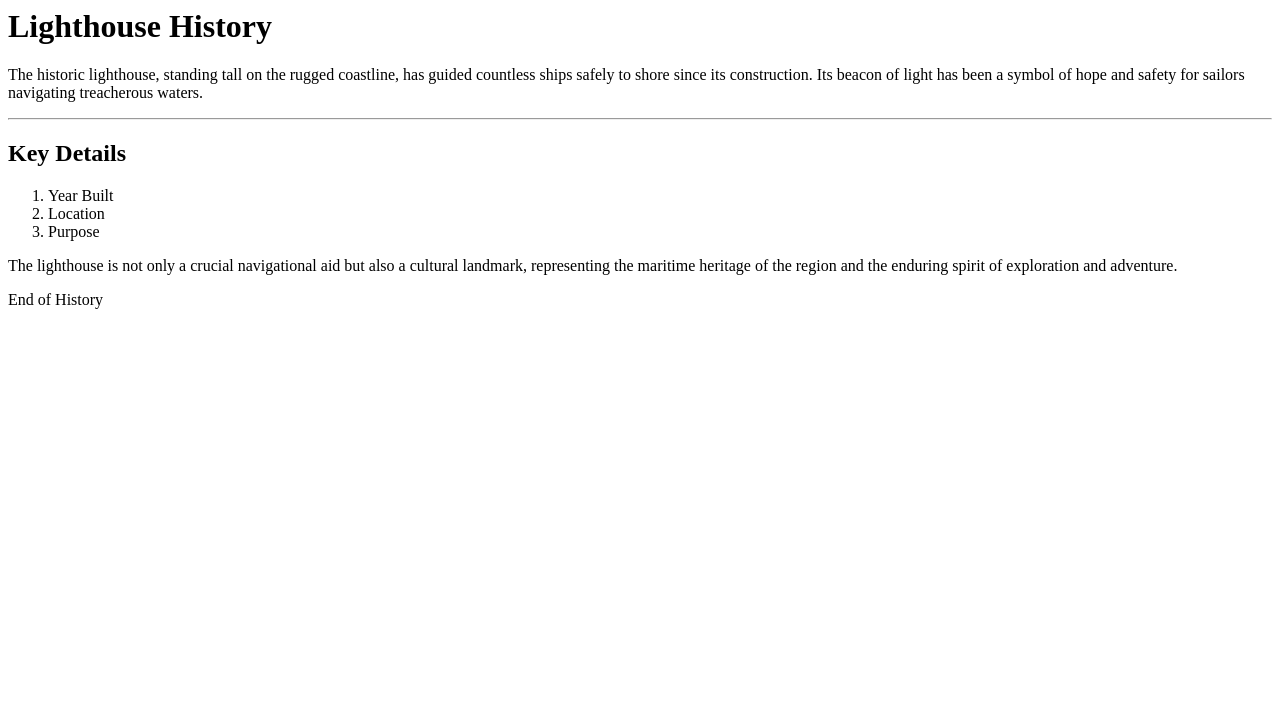 Lighthouse History
The historic lighthouse, standing tall on the rugged coastline, has guided countless ships safely to shore since its construction. Its beacon of light has been a symbol of hope and safety for sailors
navigating treacherous waters.
Key Details
1. Year Built
2. Location
3. Purpose
The lighthouse is not only a crucial navigational aid but also a cultural landmark, representing the maritime heritage of the region and the enduring spirit of exploration and adventure.
End of History